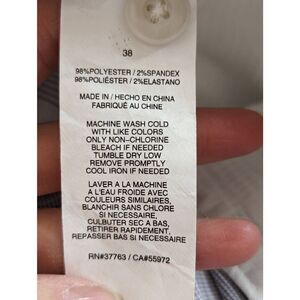 38
98%POLYESTER / 2%SPANDEX
98%POLIÉSTER / 2%ELASTANO
MADE IN / HECHO EN CHINA
FABRIQUÉ AU CHINE
MACHINE WASH COLD
WITH LIKE COLORS
ONLY NON-CHLORINE
BLEACH IF NEEDED
TUMBLE DRY LOW
REMOVE PROMPTLY
COOL IRON IF NEEDED
LAVER A LA MACHINE
A L'EAU FROIDE AVEC
COULEURS SIMILAIRES,
BLANCHIR SANS CHLORE
SI NECESSAIRE,
CULBUTER SEC A BAS,
RETIRER RAPIDEMENT,
REPASSER BAS SI NECESSAIRE
RN#37763 / CA#55972